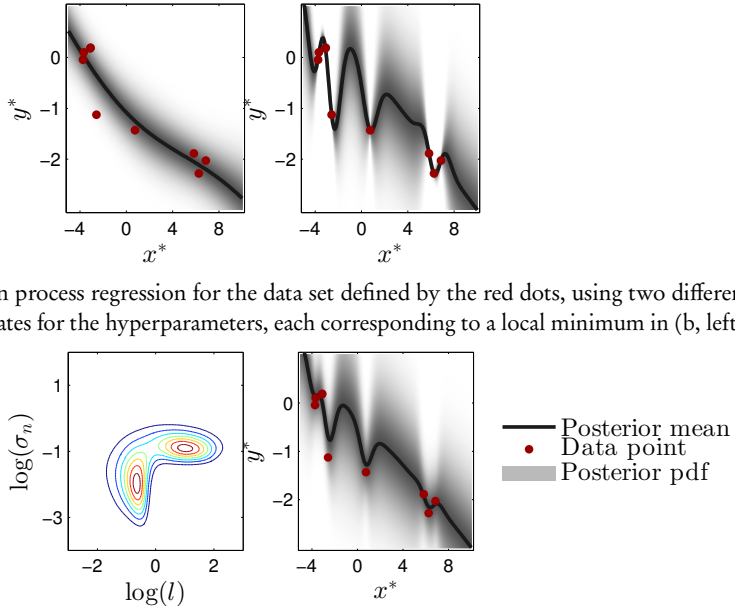 0
−1
−2
y*
−4 0 4 8
x*
0
−1
−2
y*
−4 0 4 8
x*
n process regression for the data set defined by the red dots, using two differen
ates for the hyperparameters, each corresponding to a local minimum in (b, left
1
−1
−3
log(σₙ)
−2 0 2
log(l)
0
−1
−2
y*
−4 0 4 8
x*
Posterior mean
Data point
Posterior pdf